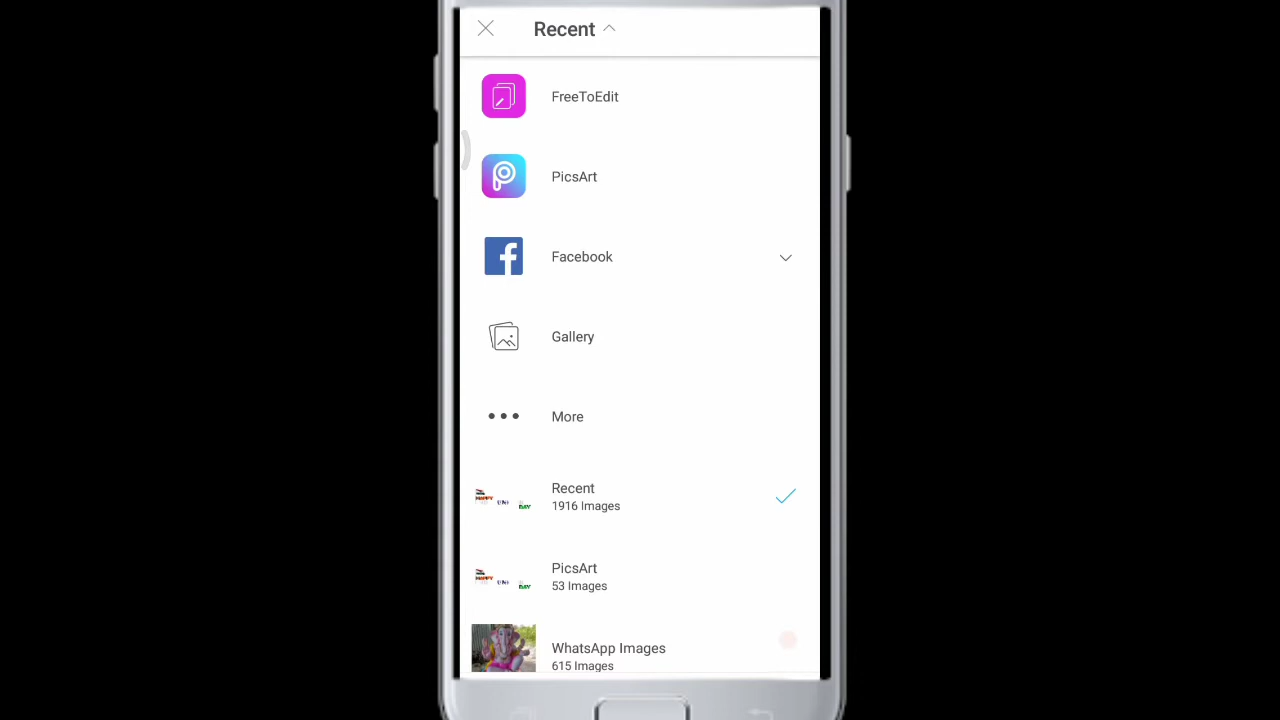 Recent
FreeToEdit
PicsArt
Facebook
Gallery
More
Recent
1916 Images
PicsArt
53 Images
WhatsApp Images
615 Images